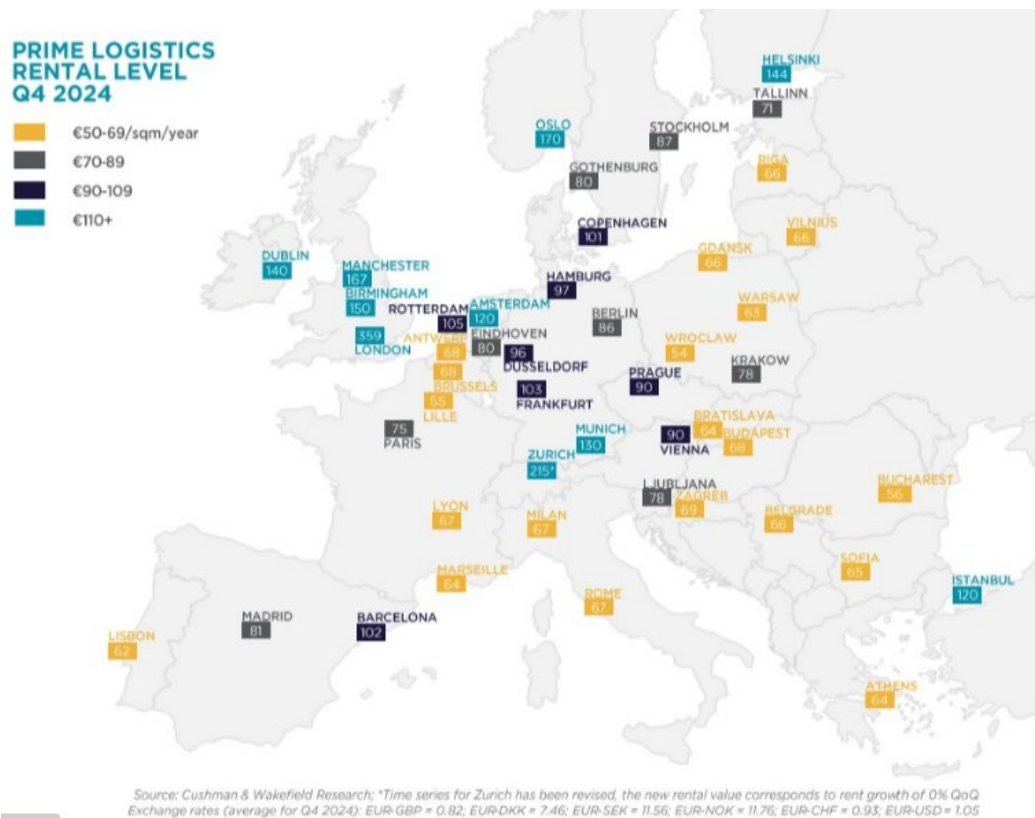 PRIME LOGISTICS
RENTAL LEVEL
Q4 2024
€50-69/sqm/year
€70-89
€90-109
€110+
HELSINKI
144
TALLINN
71
OSLO
170
STOCKHOLM
87
GOTHENBURG
80
RIGA
66
COPENHAGEN
101
VILNIUS
66
GDANSK
66
DUBLIN
140
MANCHESTER
167
BIRMINGHAM
150
HAMBURG
97
ROTTERDAM
105
AMSTERDAM
120
WARSAW
63
BERLIN
86
359
LONDON
ANTWERP
68
EINDHOVEN
80
96
DUSSELDORF
WROCLAW
54
KRAKOW
78
68
BRUSSELS
55
LILLE
103
FRANKFURT
PRAGUE
90
75
PARIS
MUNICH
130
90
VIENNA
BRATISLAVA
64
BUDAPEST
68
ZURICH
215*
LJUBLJANA
78
ZAGREB
69
BUCHAREST
56
LYON
67
MILAN
67
BELGRADE
66
SOFIA
65
MARSEILLE
64
ROME
67
ISTANBUL
120
MADRID
81
BARCELONA
102
LISBON
62
ATHENS
64
Source: Cushman & Wakefield Research; *Time series for Zurich has been revised, the new rental value corresponds to rent growth of 0% QoQ
Exchange rates (average for Q4 2024): EUR-GBP = 0.82; EUR-DKK = 7.46; EUR-SEK = 11.56; EUR-NOK = 11.76; EUR-CHF = 0.93; EUR-USD = 1.05